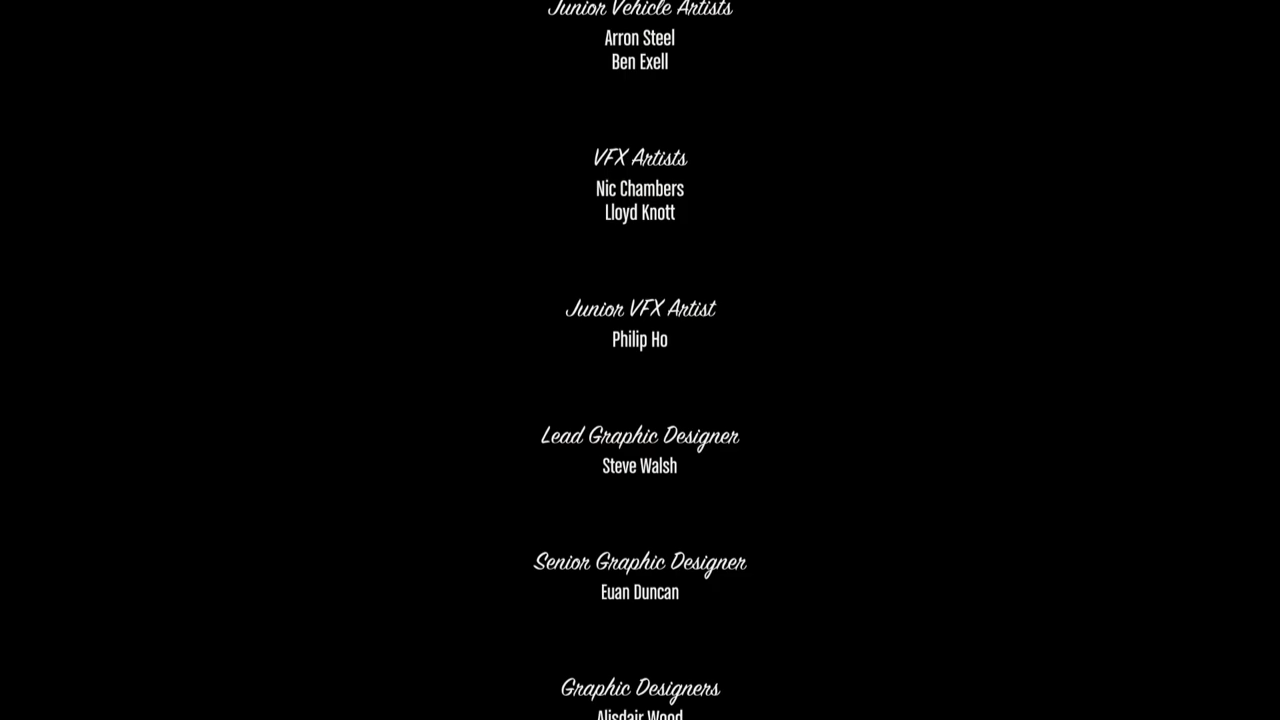 Junior Vehicle Artists
Arron Steel
Ben Exell
VFX Artists
Nic Chambers
Lloyd Knott
Junior VFX Artist
Philip Ho
Lead Graphic Designer
Steve Walsh
Senior Graphic Designer
Euan Duncan
Graphic Designers
Alisdair Wood